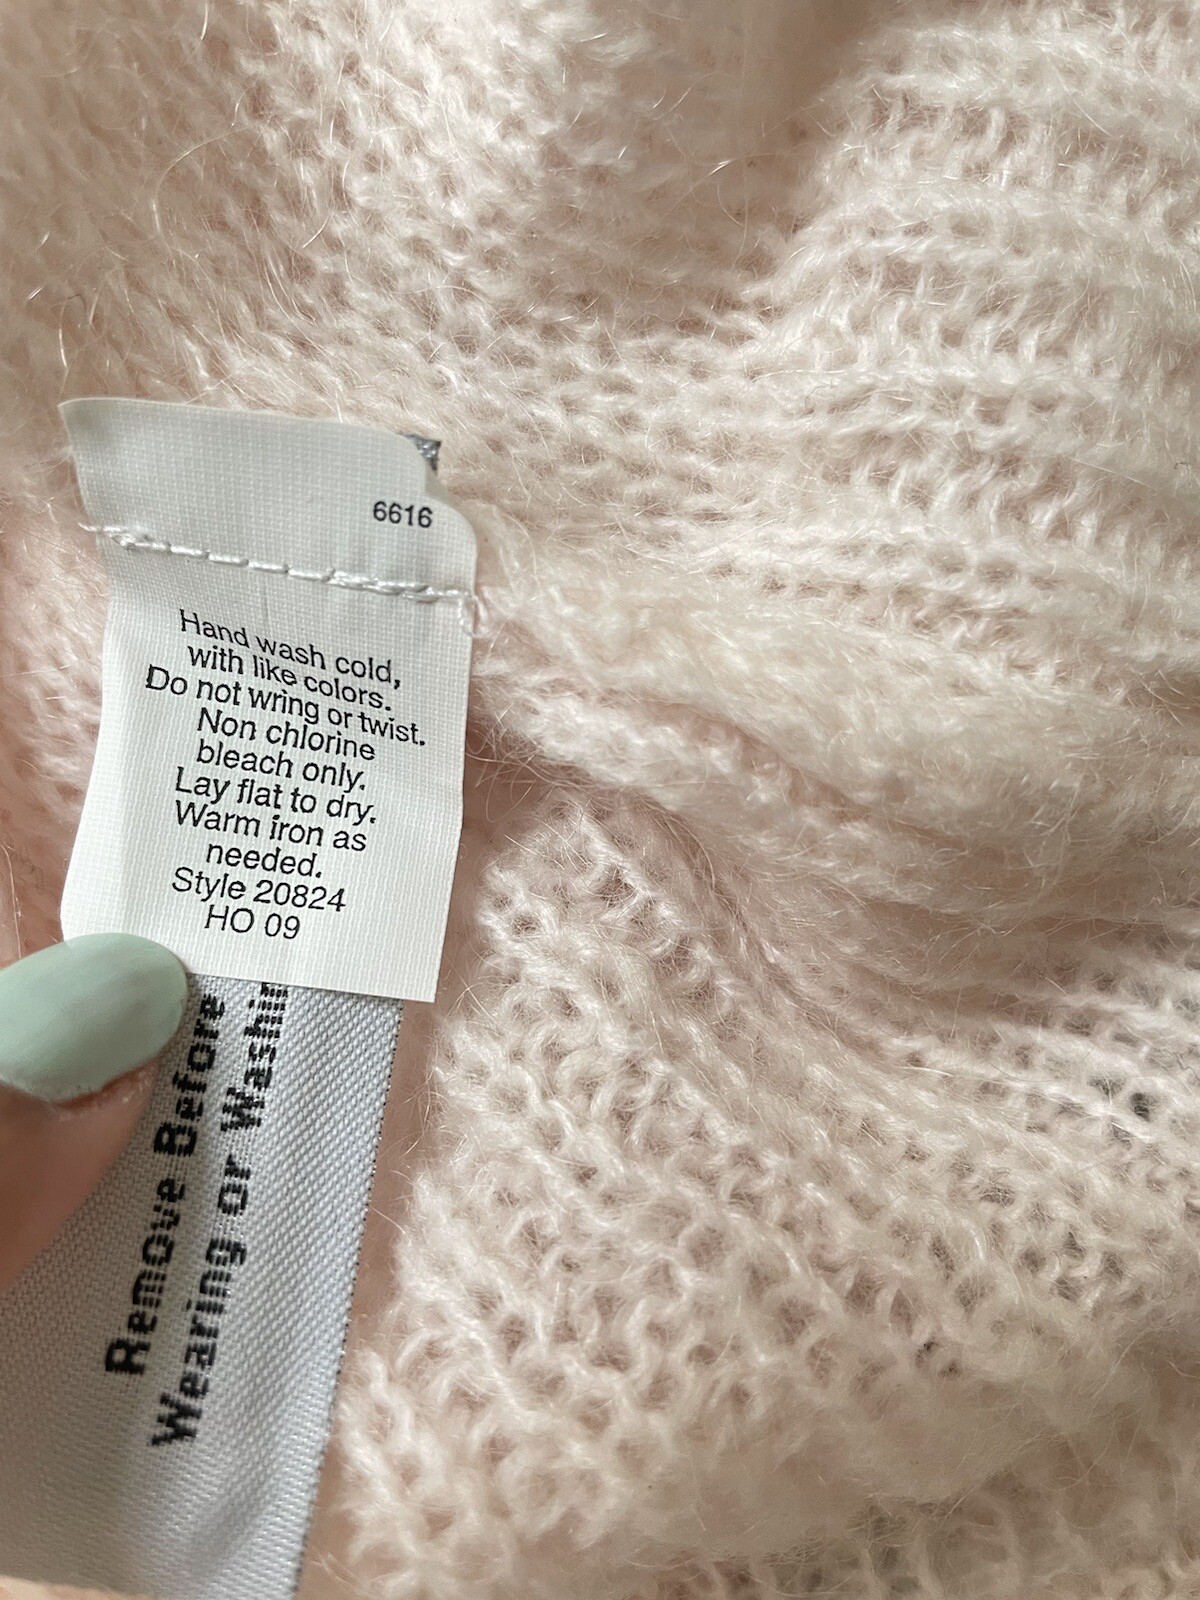 6616
Hand wash cold,
with like colors.
Do not wring or twist.
Non chlorine
bleach only.
Lay flat to dry.
Warm iron as
needed.
Style 20824
HO 09
Remove Before
Wearing or Washin